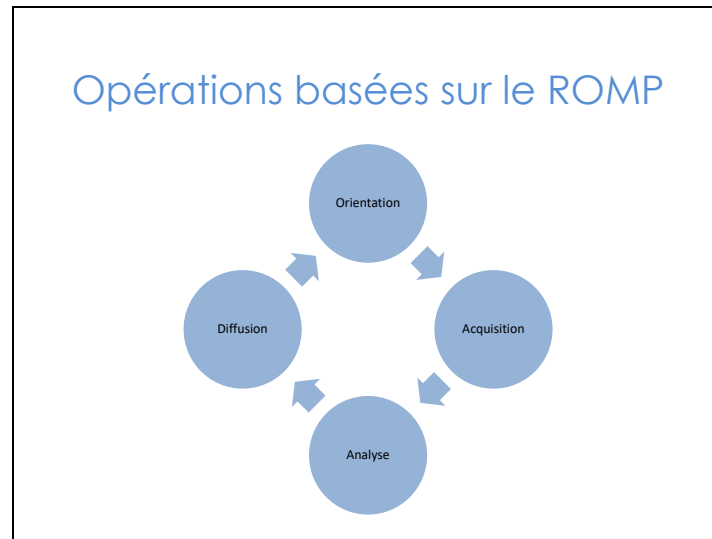 Opérations basées sur le ROMP
Orientation
Diffusion
Acquisition
Analyse